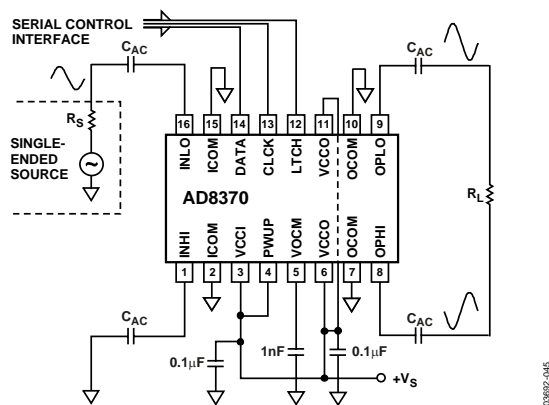 SERIAL CONTROL
INTERFACE
CAC
CAC
RS
SINGLE-
ENDED
SOURCE
16
15
14
13
12
11
10
9
INLO
ICOM
DATA
CLCK
LTCH
VCCO
OCOM
OPLO
AD8370
RL
INHI
ICOM
VCCI
PWUP
VOCM
VCCO
OCOM
OPHI
1
2
3
4
5
6
7
8
CAC
CAC
0.1µF
1nF
0.1µF
+VS
03692-045